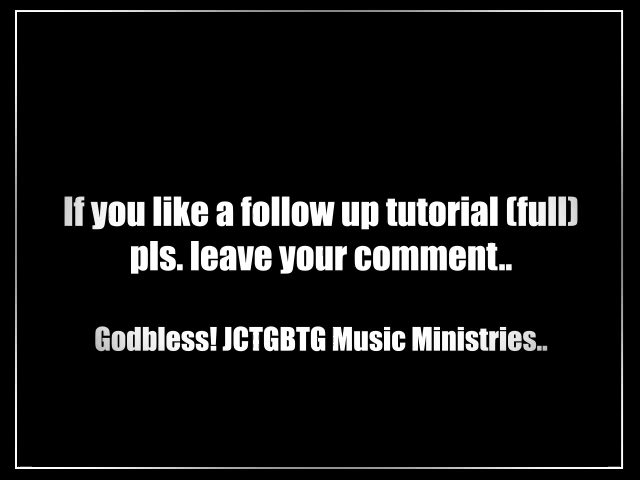 If you like a follow up tutorial (full)
pls. leave your comment..
Godbless! JCTGBTG Music Ministries..